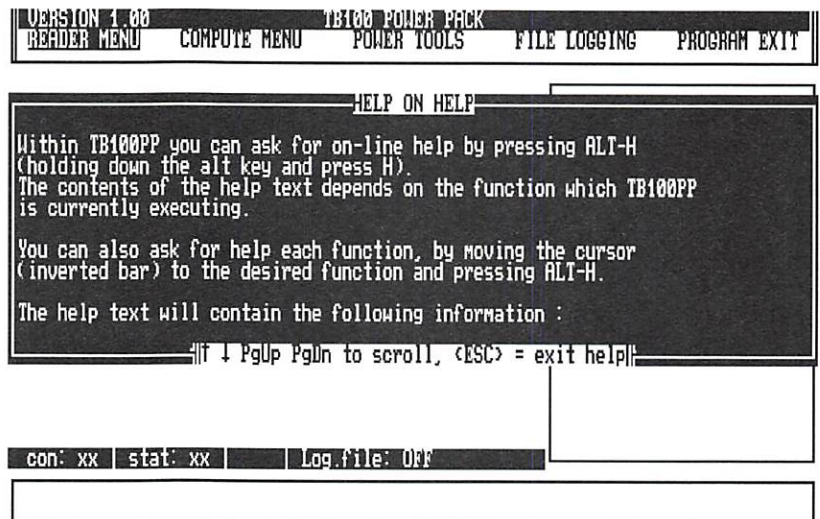 VERSION 1.00 TB100 POWER PACK
READER MENU COMPUTE MENU POWER TOOLS FILE LOGGING PROGRAM EXIT
HELP ON HELP
Within TB100PP you can ask for on-line help by pressing ALT-H
(holding down the alt key and press H).
The contents of the help text depends on the function which TB100PP
is currently executing.
You can also ask for help each function, by moving the cursor
(inverted bar) to the desired function and pressing ALT-H.
The help text will contain the following information :
↑ ↓ PgUp PgDn to scroll, <ESC> = exit help
con: xx stat: xx Log.file: OFF